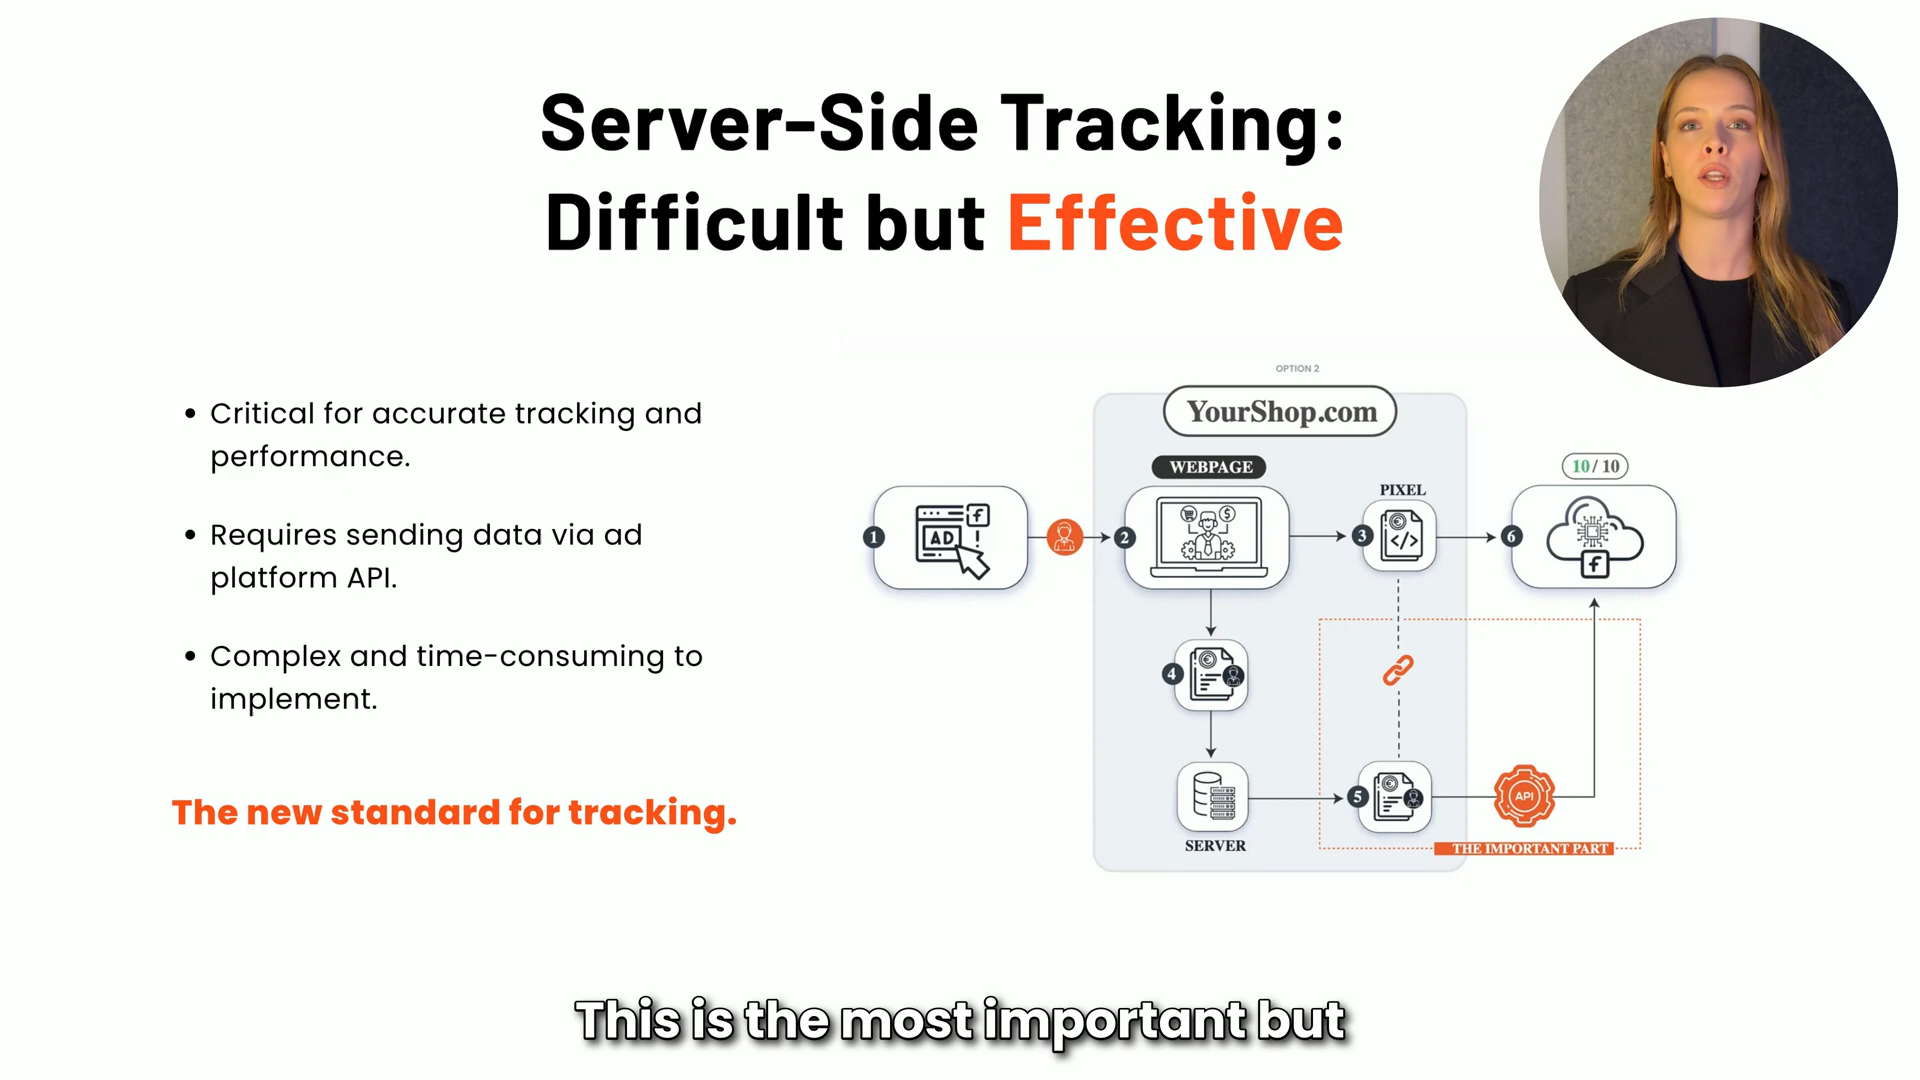 Server-Side Tracking:
Difficult but Effective
• Critical for accurate tracking and
performance.
• Requires sending data via ad
platform API.
• Complex and time-consuming to
implement.
The new standard for tracking.
OPTION 2
YourShop.com
WEBPAGE
10 / 10
PIXEL
1
AD
f
2
$
3
€
</>
6
f
4
€
5
€
API
SERVER
THE IMPORTANT PART
This is the most important but